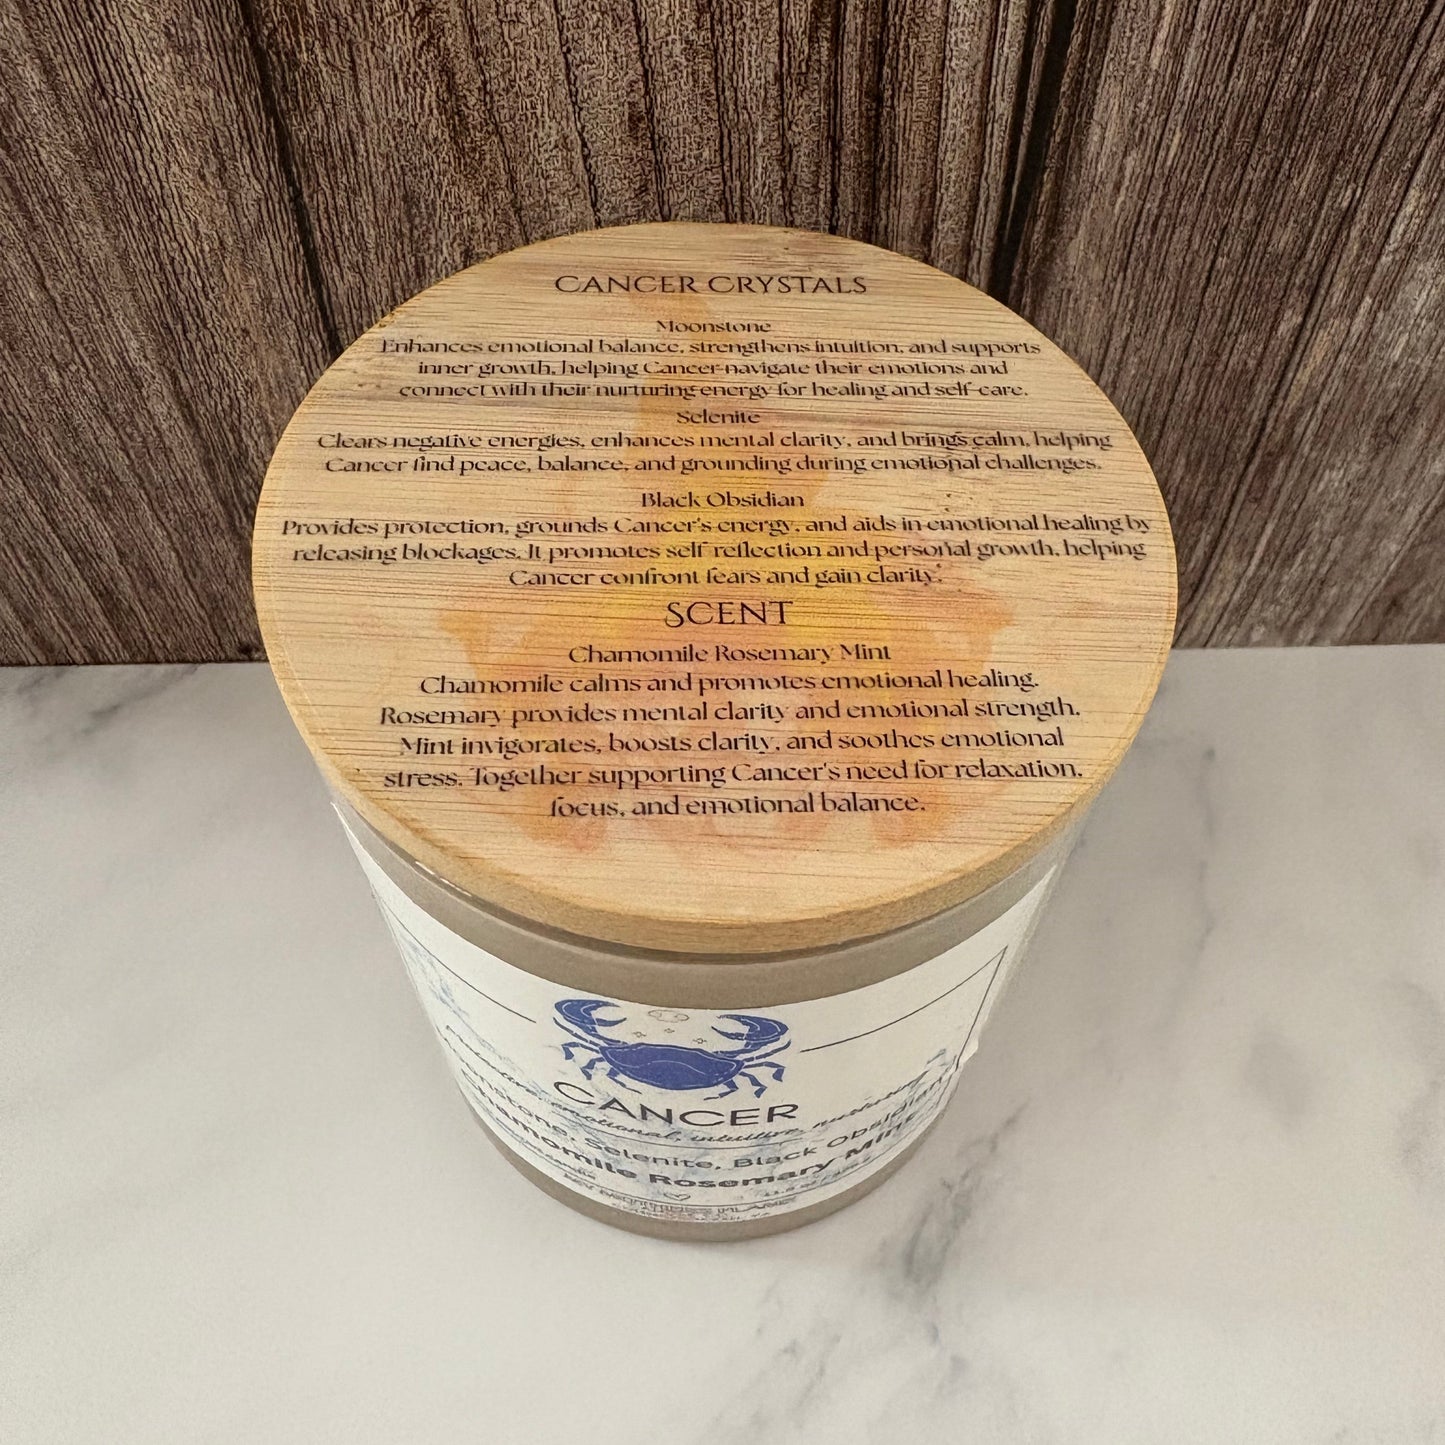 CANCER CRYSTALS
Moonstone
Enhances emotional balance, strengthens intuition, and supports
inner growth, helping Cancer navigate their emotions and
connect with their nurturing energy for healing and self-care.
Selenite
Clears negative energies, enhances mental clarity, and brings calm, helping
Cancer find peace, balance, and grounding during emotional challenges.
Black Obsidian
Provides protection, grounds Cancer's energy, and aids in emotional healing by
releasing blockages. It promotes self-reflection and personal growth, helping
Cancer confront fears and gain clarity.
SCENT
Chamomile Rosemary Mint
Chamomile calms and promotes emotional healing.
Rosemary provides mental clarity and emotional strength.
Mint invigorates, boosts clarity, and soothes emotional
stress. Together supporting Cancer's need for relaxation,
focus, and emotional balance.
CANCER
emotional, intuitive, nurturing
Selenite, Black Obsidian
Chamomile Rosemary Mint